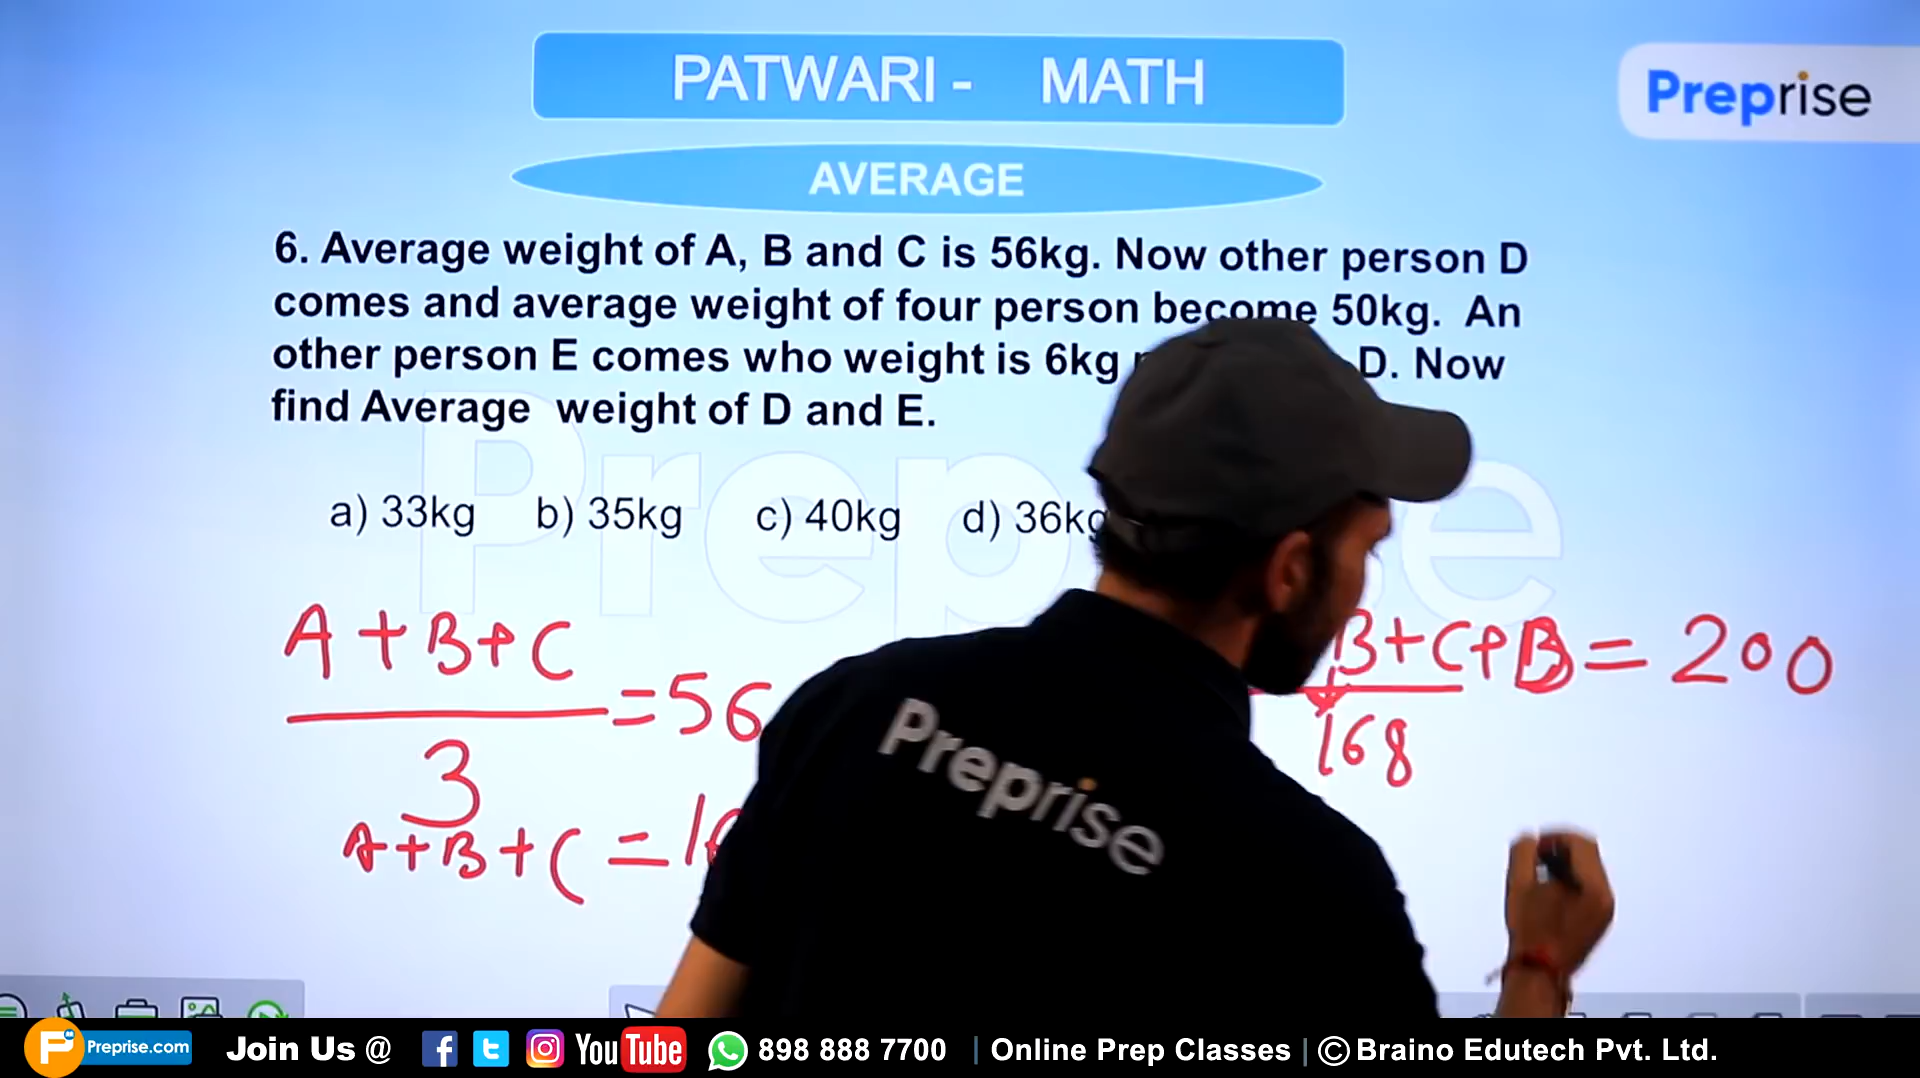 PATWARI - MATH
Preprise
AVERAGE
6. Average weight of A, B and C is 56kg. Now other person D
comes and average weight of four person become 50kg. An
other person E comes who weight is 6kg D. Now
find Average weight of D and E.
a) 33kg b) 35kg c) 40kg d) 36kg
A + B + C
= 56
3
A + B + C = 16
B + C + D = 200
168
Preprise
Preprise
P Preprise.com Join Us @ YouTube 898 888 7700 | Online Prep Classes | © Braino Edutech Pvt. Ltd.